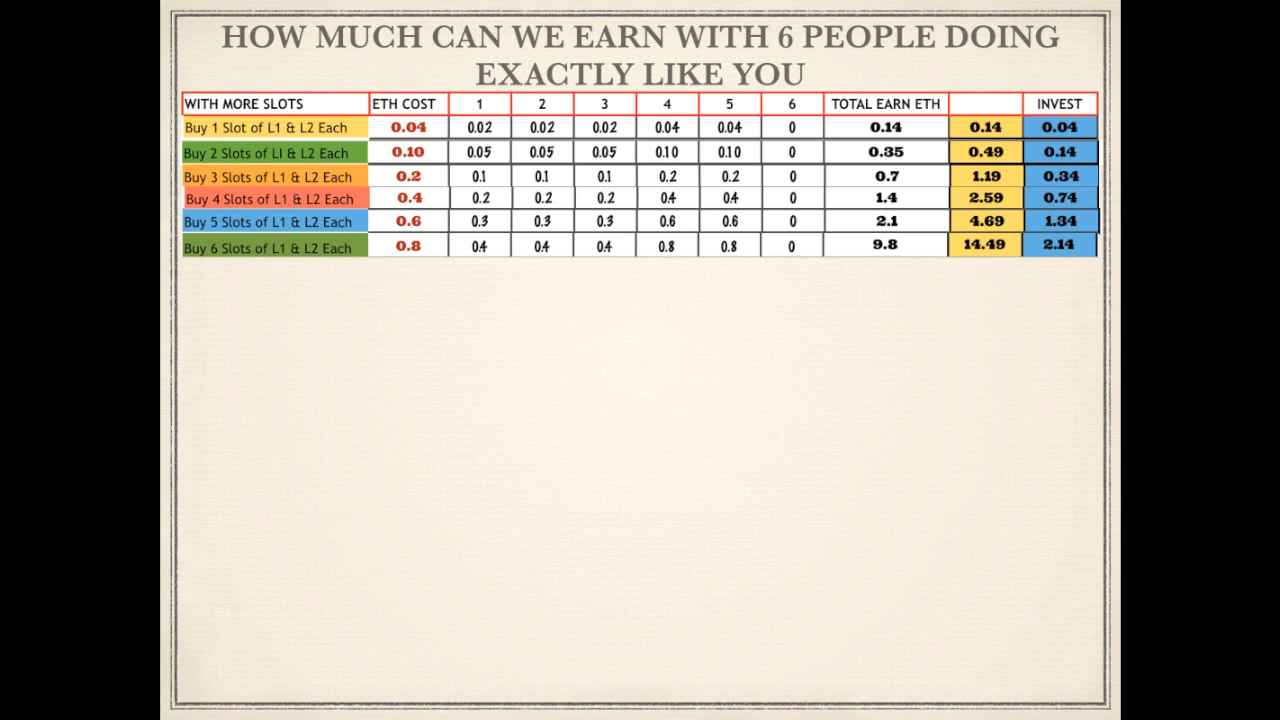 HOW MUCH CAN WE EARN WITH 6 PEOPLE DOING
EXACTLY LIKE YOU
WITH MORE SLOTS ETH COST 1 2 3 4 5 6 TOTAL EARN ETH INVEST
Buy 1 Slot of L1 & L2 Each 0.04 0.02 0.02 0.02 0.04 0.04 0 0.14 0.14 0.04
Buy 2 Slots of LI & L2 Each 0.10 0.05 0.05 0.05 0.10 0.10 0 0.35 0.49 0.14
Buy 3 Slots of L1 & L2 Each 0.2 0.1 0.1 0.1 0.2 0.2 0 0.7 1.19 0.34
Buy 4 Slots of L1 & L2 Each 0.4 0.2 0.2 0.2 0.4 0.4 0 1.4 2.59 0.74
Buy 5 Slots of L1 & L2 Each 0.6 0.3 0.3 0.3 0.6 0.6 0 2.1 4.69 1.34
Buy 6 Slots of L1 & L2 Each 0.8 0.4 0.4 0.4 0.8 0.8 0 9.8 14.49 2.14